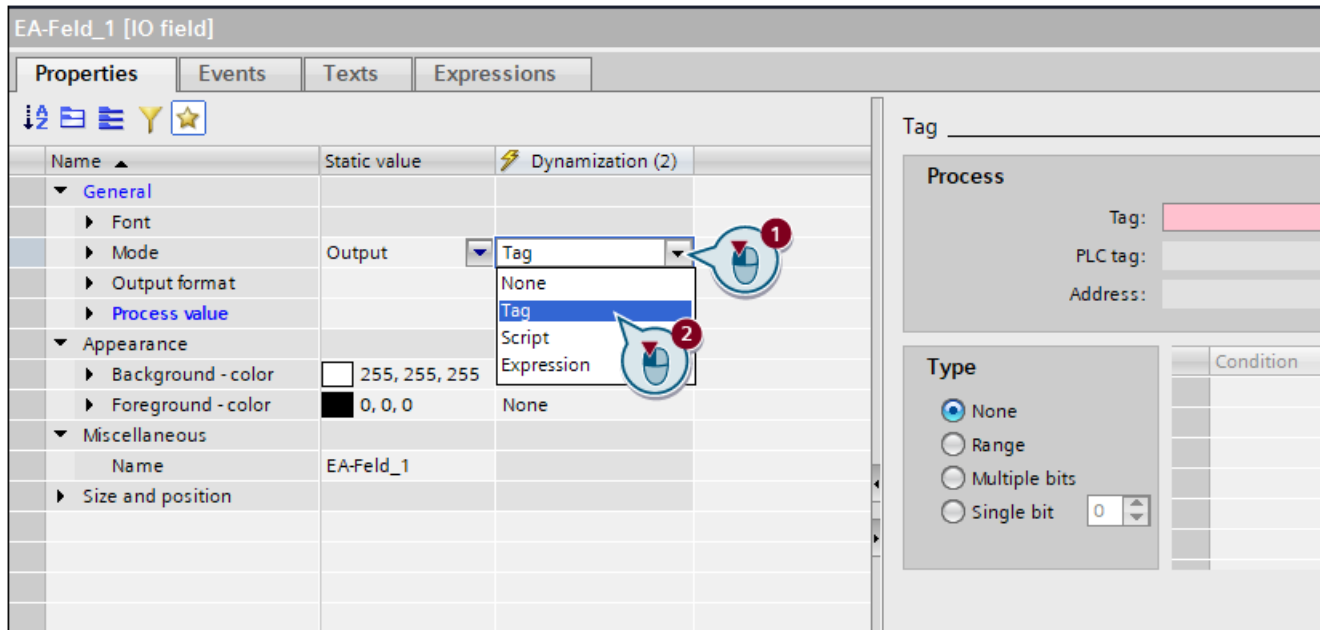 EA-Feld_1 [IO field]
Properties Events Texts Expressions
Name Static value Dynamization (2)
General
Font
Mode Output Tag
Output format None
Process value Tag
Appearance Script
Background - color 255, 255, 255 Expression
Foreground - color 0, 0, 0 None
Miscellaneous
Name EA-Feld_1
Size and position
1
2
Tag
Process
Tag:
PLC tag:
Address:
Type
None
Range
Multiple bits
Single bit 0
Condition